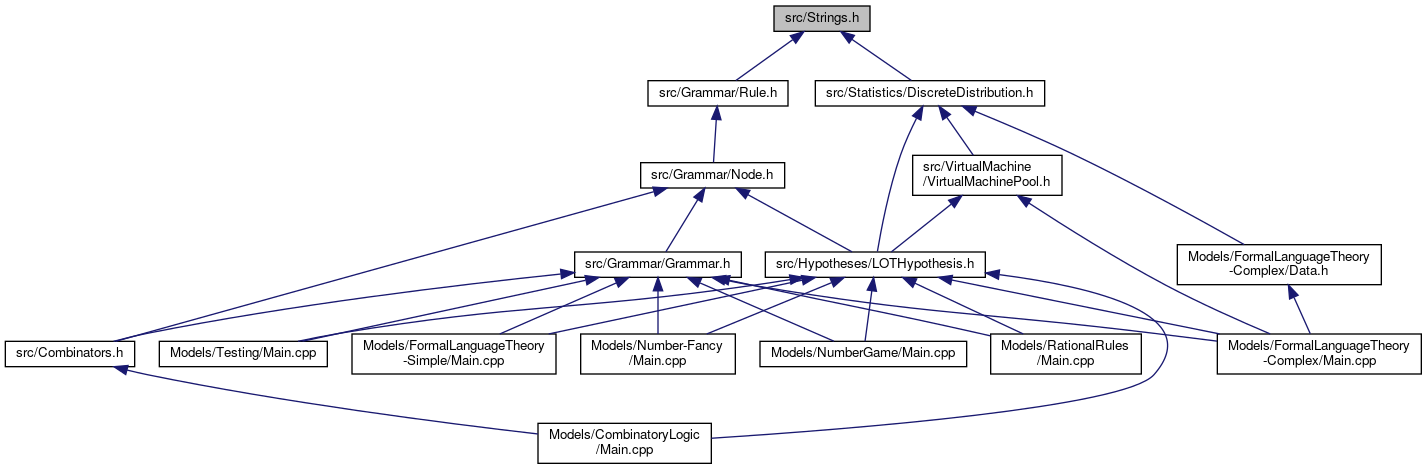 src/Strings.h
src/Grammar/Rule.h
src/Statistics/DiscreteDistribution.h
src/Grammar/Node.h
src/VirtualMachine
/VirtualMachinePool.h
src/Grammar/Grammar.h
src/Hypotheses/LOTHypothesis.h
Models/FormalLanguageTheory
-Complex/Data.h
src/Combinators.h
Models/Testing/Main.cpp
Models/FormalLanguageTheory
-Simple/Main.cpp
Models/Number-Fancy
/Main.cpp
Models/NumberGame/Main.cpp
Models/RationalRules
/Main.cpp
Models/FormalLanguageTheory
-Complex/Main.cpp
Models/CombinatoryLogic
/Main.cpp